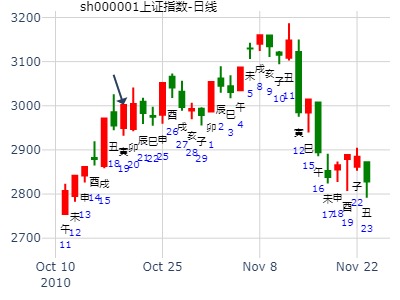 sh000001上证指数-日线
3200
3100
3000
2900
2800
2700
午
11
未
12
申
13
酉
14
戌
15
丑
18
寅
19
卯
20
辰
21
巳
22
申
25
酉
26
戌
27
亥
28
子
29
卯
1
辰
2
巳
3
午
4
未
5
戌
8
亥
9
子
10
丑
11
寅
12
巳
15
午
16
未
17
申
18
酉
19
子
22
丑
23
Oct 10
2010
Oct 25
Nov 8
Nov 22